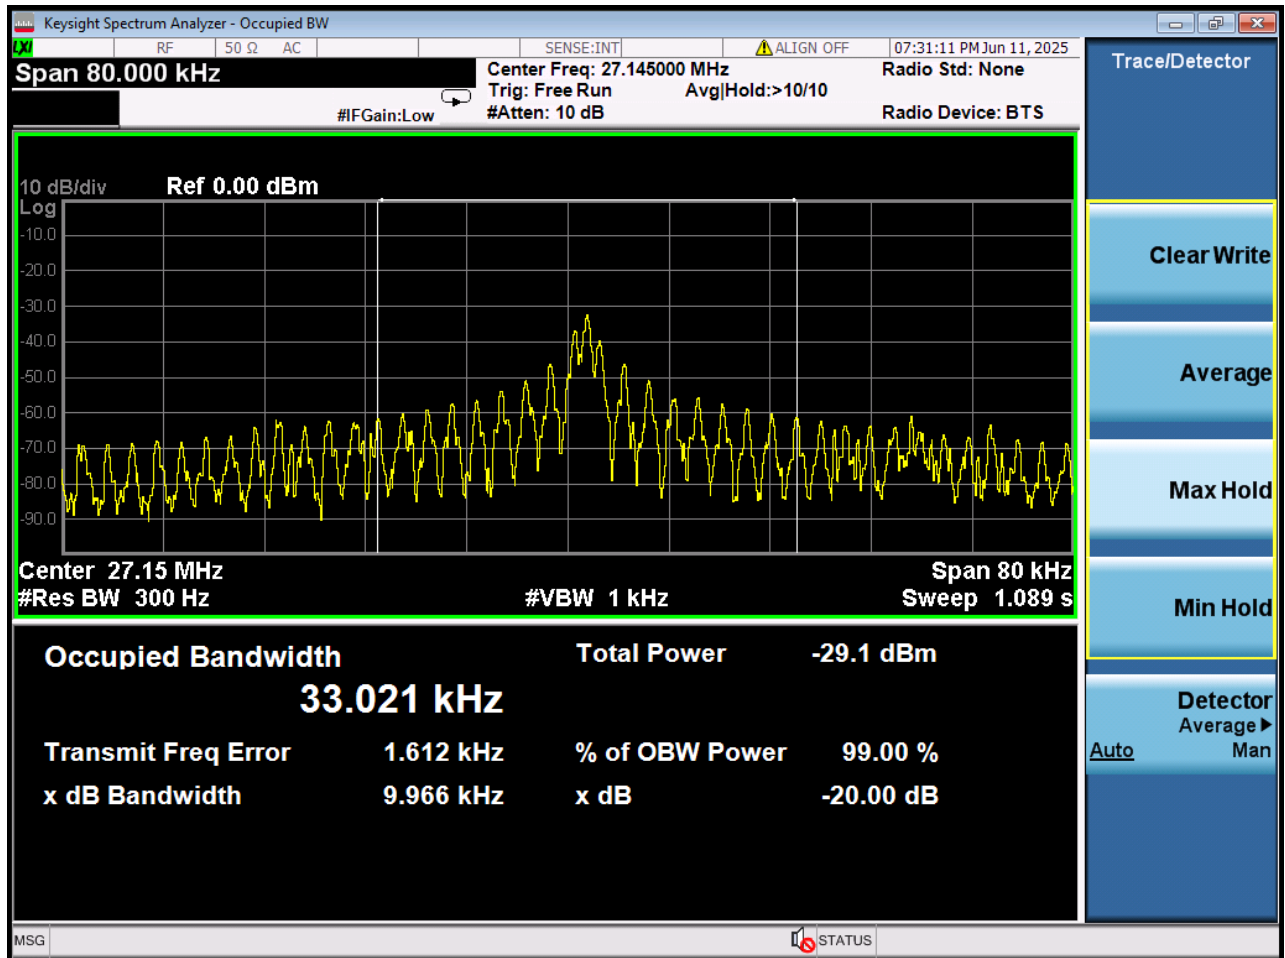 Keysight Spectrum Analyzer - Occupied BW
LXI RF 50 Ω AC SENSE:INT ALIGN OFF 07:31:11 PM Jun 11, 2025
Span 80.000 kHz
Center Freq: 27.145000 MHz Radio Std: None
Trig: Free Run Avg|Hold:>10/10
#IFGain:Low #Atten: 10 dB Radio Device: BTS
10 dB/div Ref 0.00 dBm
Log
-10.0
-20.0
-30.0
-40.0
-50.0
-60.0
-70.0
-80.0
-90.0
Center 27.15 MHz Span 80 kHz
#Res BW 300 Hz #VBW 1 kHz Sweep 1.089 s
Occupied Bandwidth Total Power -29.1 dBm
33.021 kHz
Transmit Freq Error 1.612 kHz % of OBW Power 99.00 %
x dB Bandwidth 9.966 kHz x dB -20.00 dB
MSG STATUS
Trace/Detector
Clear Write
Average
Max Hold
Min Hold
Detector
Average
Auto Man